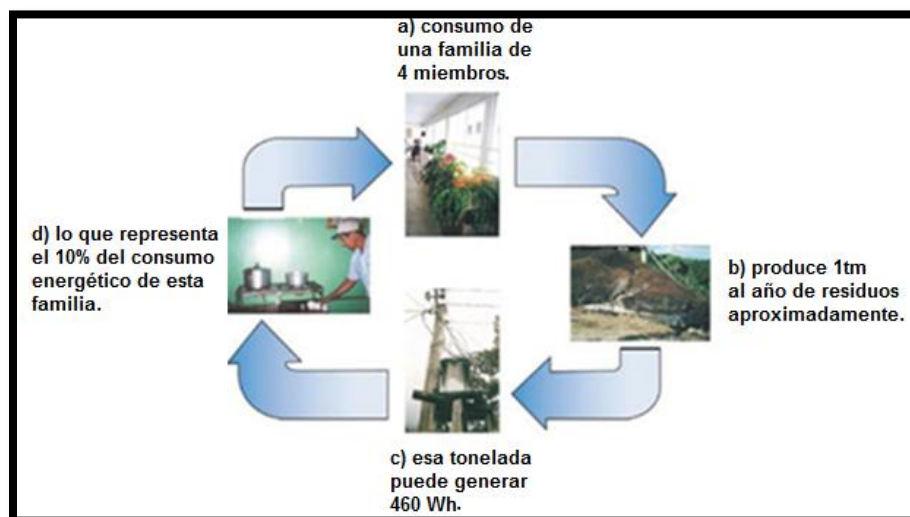 a) consumo de
una familia de
4 miembros.
b) produce 1tm
al año de residuos
aproximadamente.
c) esa tonelada
puede generar
460 Wh.
d) lo que representa
el 10% del consumo
energético de esta
familia.